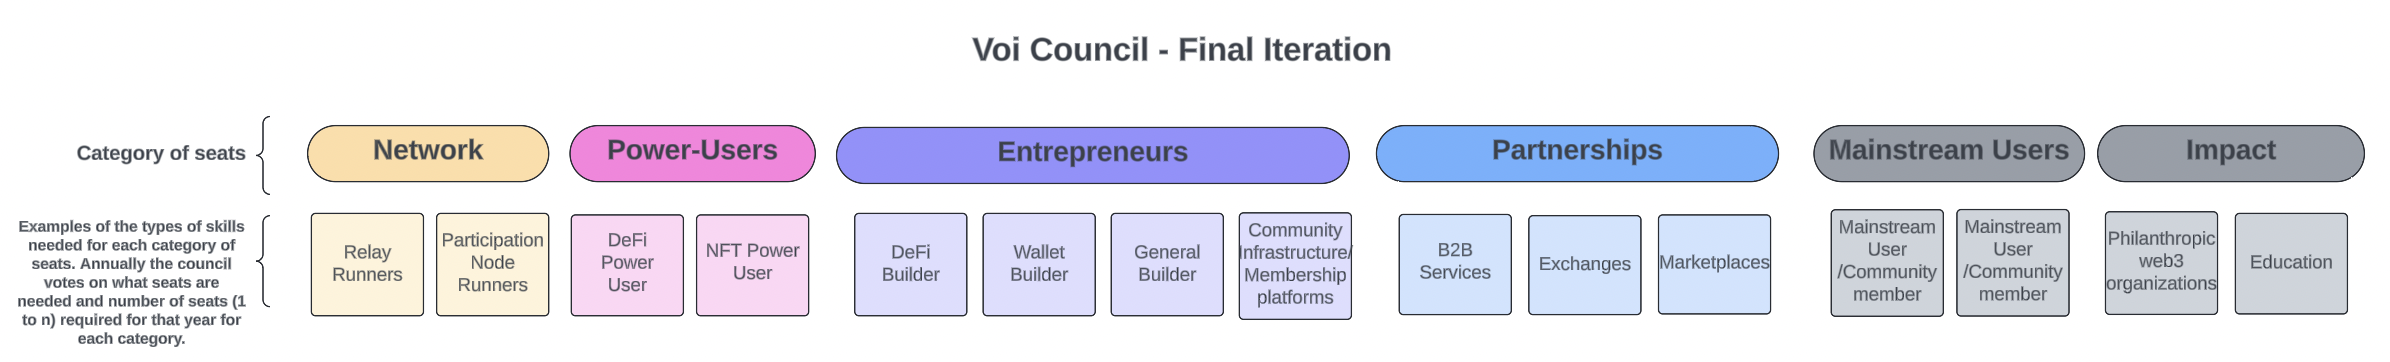 Voi Council - Final Iteration
Category of seats
Network
Power-Users
Entrepreneurs
Partnerships
Mainstream Users
Impact
Examples of the types of skills
needed for each category of
seats. Annually the council
votes on what seats are
needed and number of seats (1
to n) required for that year for
each category.
Relay
Runners
Participation
Node
Runners
DeFi
Power
User
NFT Power
User
DeFi
Builder
Wallet
Builder
General
Builder
Community
Infrastructure/
Membership
platforms
B2B
Services
Exchanges
Marketplaces
Mainstream
User
/Community
member
Mainstream
User
/Community
member
Philanthropic
web3
organizations
Education